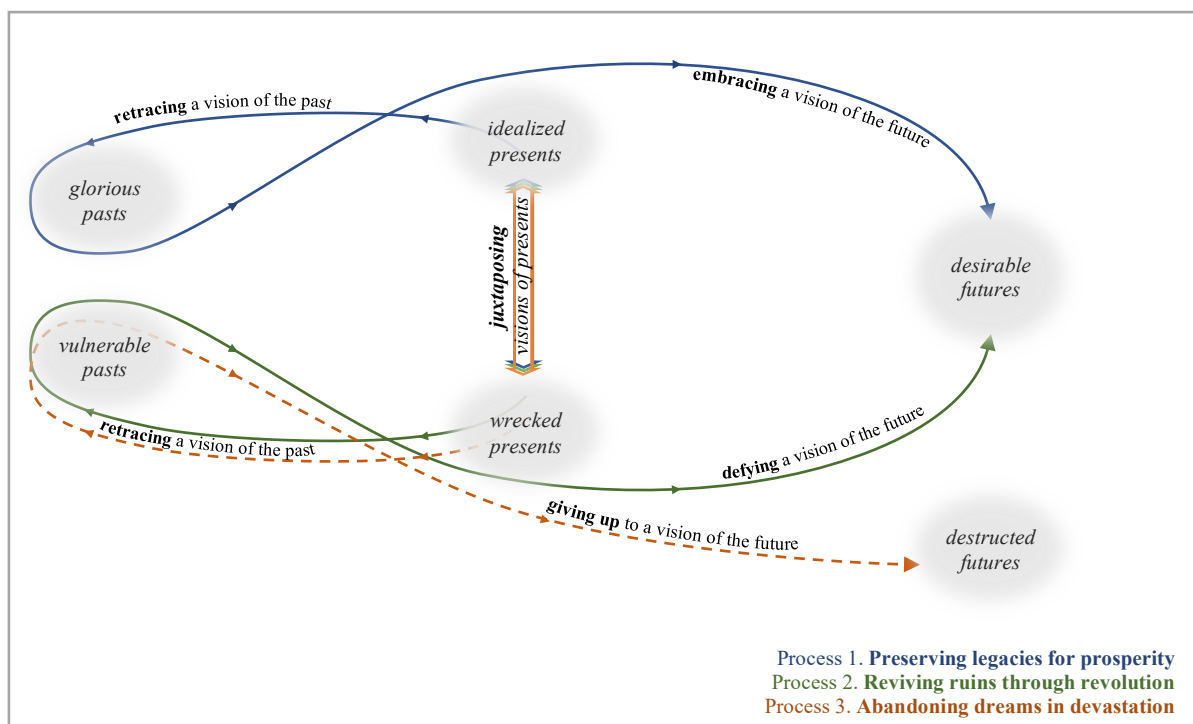 embracing a vision of the future
retracing a vision of the past
idealized
presents
glorious
pasts
juxtaposing
visions of presents
desirable
futures
vulnerable
pasts
wrecked
presents
retracing a vision of the past
defying a vision of the future
giving up to a vision of the future
destructed
futures
Process 1. Preserving legacies for prosperity
Process 2. Reviving ruins through revolution
Process 3. Abandoning dreams in devastation